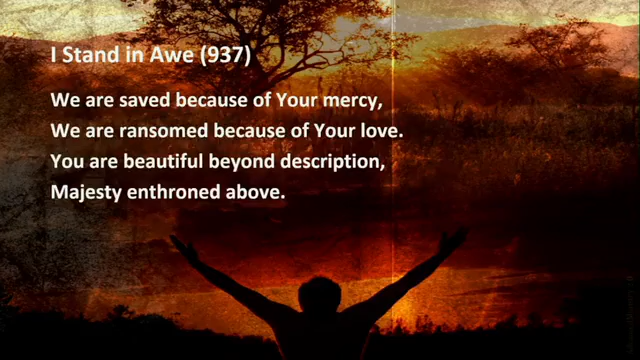 I Stand in Awe (937)
We are saved because of Your mercy,
We are ransomed because of Your love.
You are beautiful beyond description,
Majesty enthroned above.